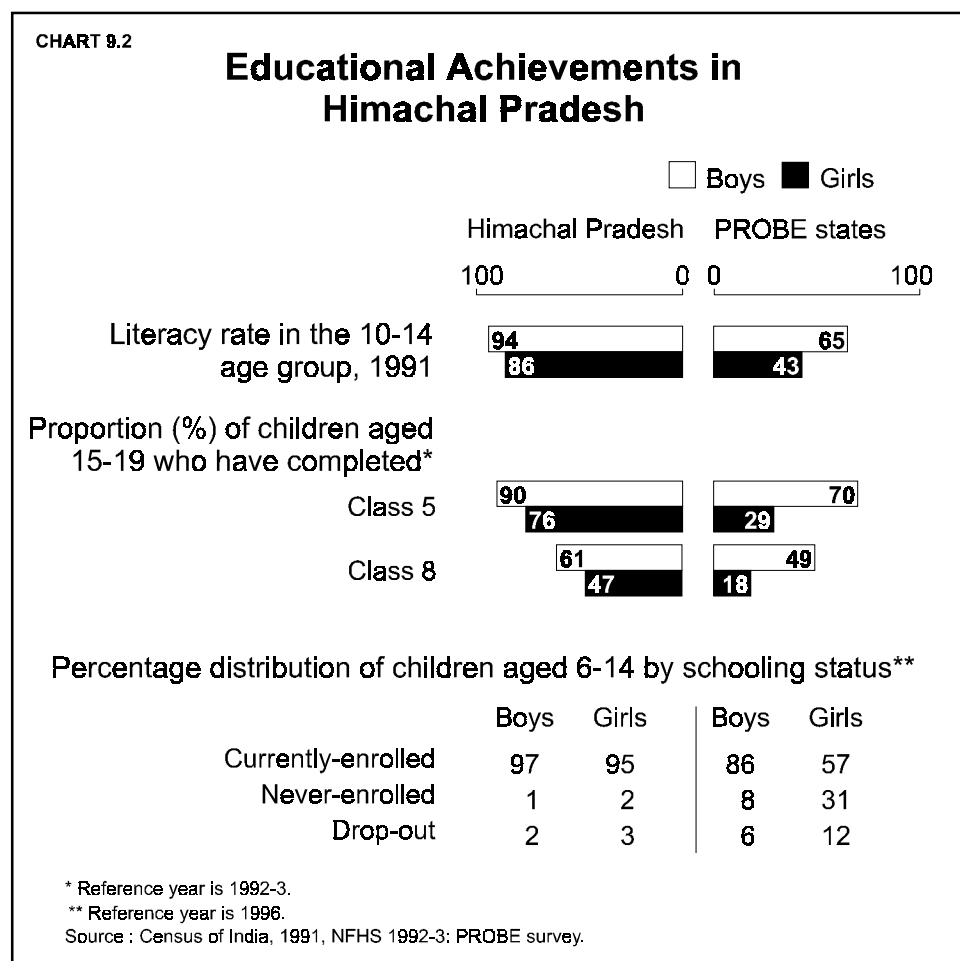 CHART 9.2
Educational Achievements in
Himachal Pradesh
Boys Girls
Himachal Pradesh PROBE states
100 0 0 100
Literacy rate in the 10-14
age group, 1991
94 65
86 43
Proportion (%) of children aged
15-19 who have completed*
Class 5
90 70
76 29
Class 8
61 49
47 18
Percentage distribution of children aged 6-14 by schooling status**
Boys Girls Boys Girls
Currently-enrolled 97 95 86 57
Never-enrolled 1 2 8 31
Drop-out 2 3 6 12
* Reference year is 1992-3.
** Reference year is 1996.
Source : Census of India, 1991, NFHS 1992-3: PROBE survey.